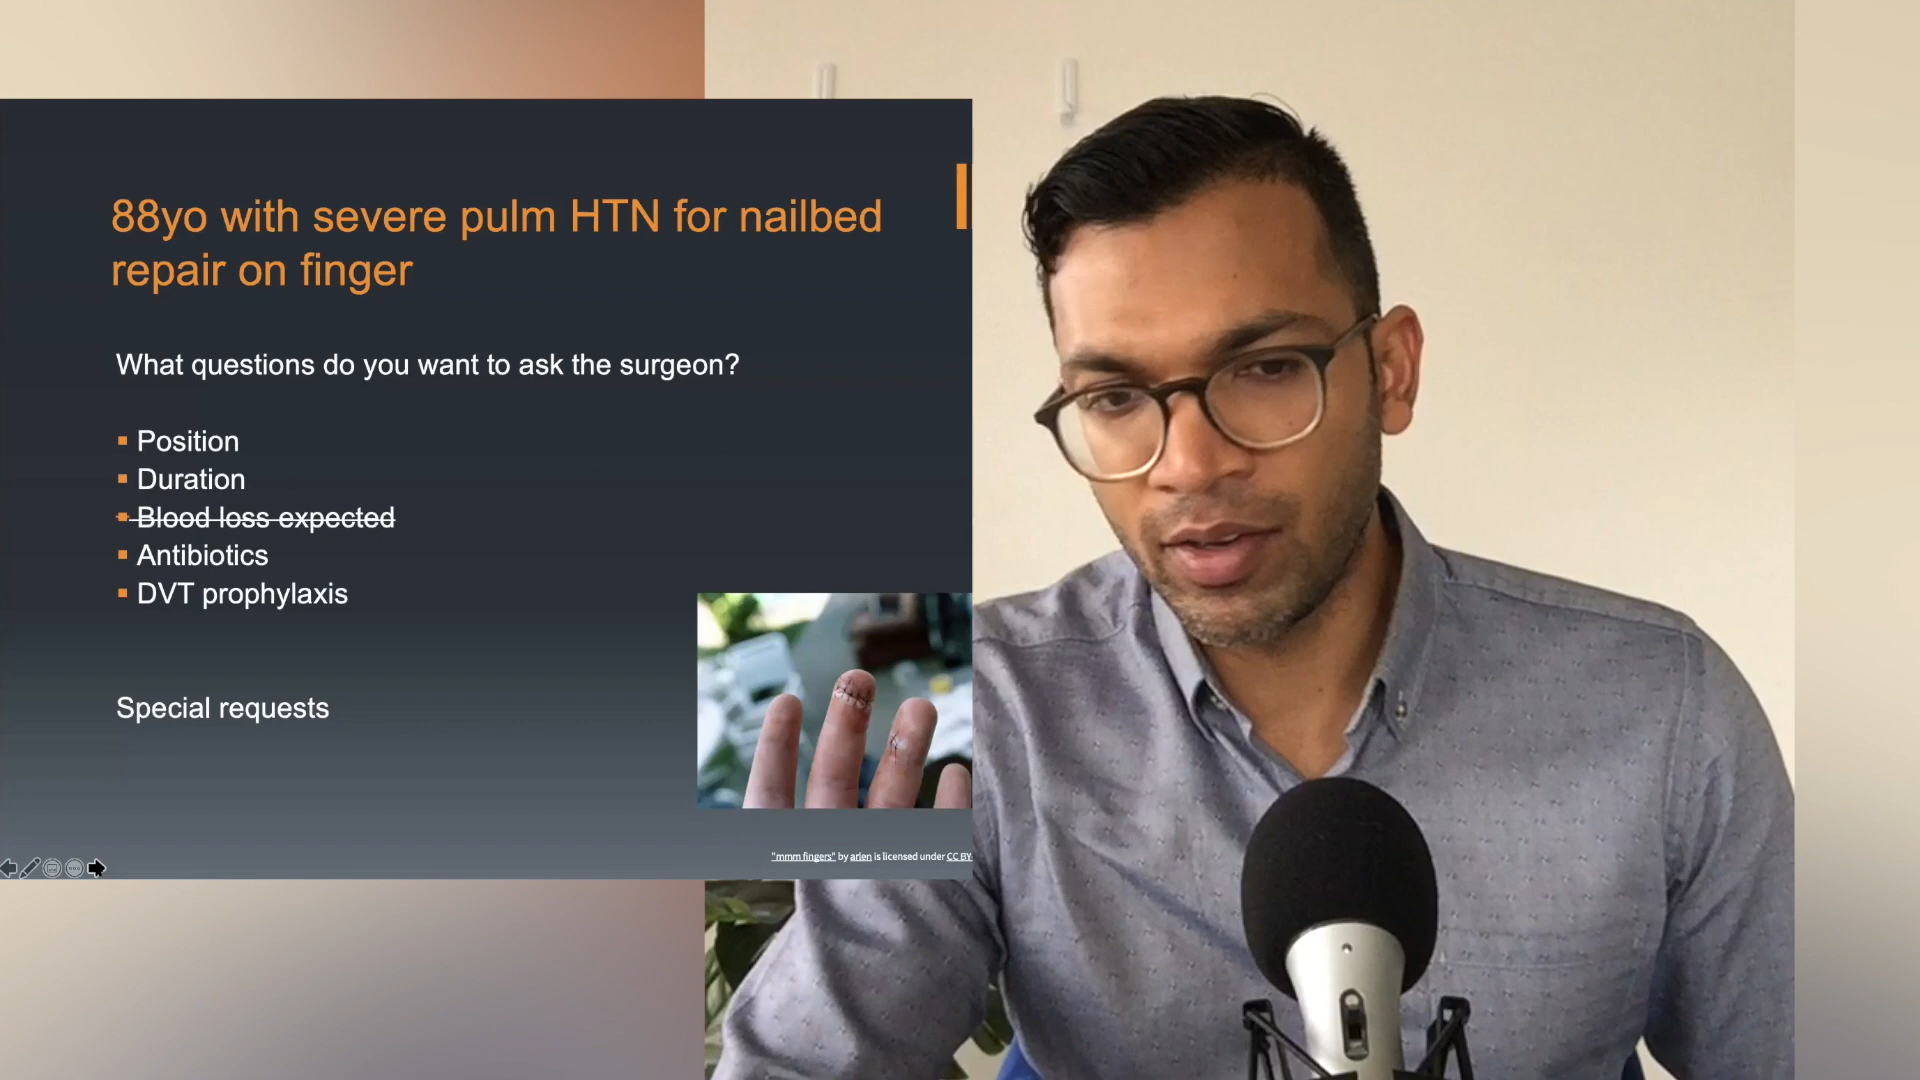 88yo with severe pulm HTN for nailbed
repair on finger
What questions do you want to ask the surgeon?
Position
Duration
Blood loss expected
Antibiotics
DVT prophylaxis
Special requests
"mmm fingers" by arlen is licensed under CC BY